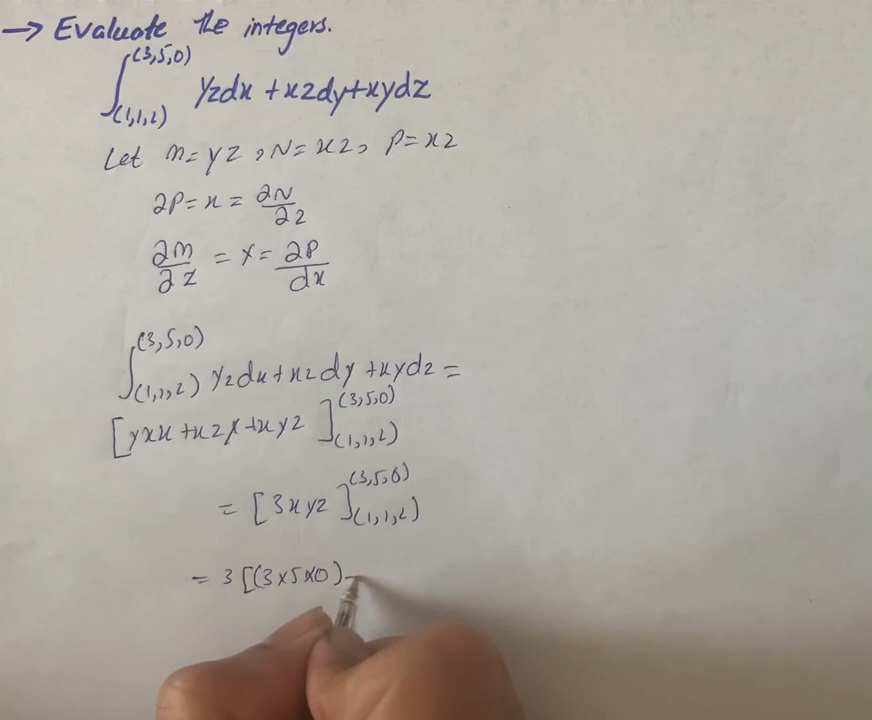 → Evaluate the integers.
∫_(1,1,2)^(3,5,0) yzdx + xzdy + xydz
Let m = yz, N = xz, P = xz
∂P = x = ∂N/∂z
∂m/∂z = y = ∂P/dx
∫_(1,1,2)^(3,5,0) yzdx + xzdy + xydz =
[yxx + xzy + xyz]_(1,1,2)^(3,5,0)
= [3xyz]_(1,1,2)^(3,5,0)
= 3[(3×5×0) −